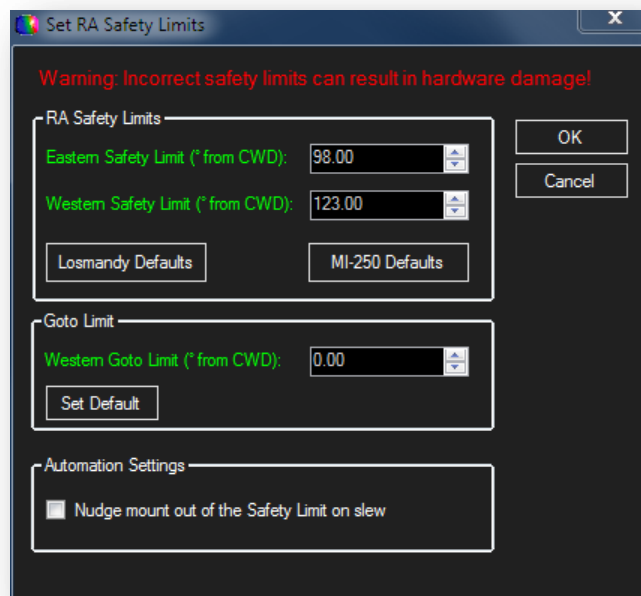 Set RA Safety Limits
X
Warning: Incorrect safety limits can result in hardware damage!
RA Safety Limits
Eastern Safety Limit (° from CWD): 98.00
OK
Western Safety Limit (° from CWD): 123.00
Cancel
Losmandy Defaults MI-250 Defaults
Goto Limit
Western Goto Limit (° from CWD): 0.00
Set Default
Automation Settings
Nudge mount out of the Safety Limit on slew